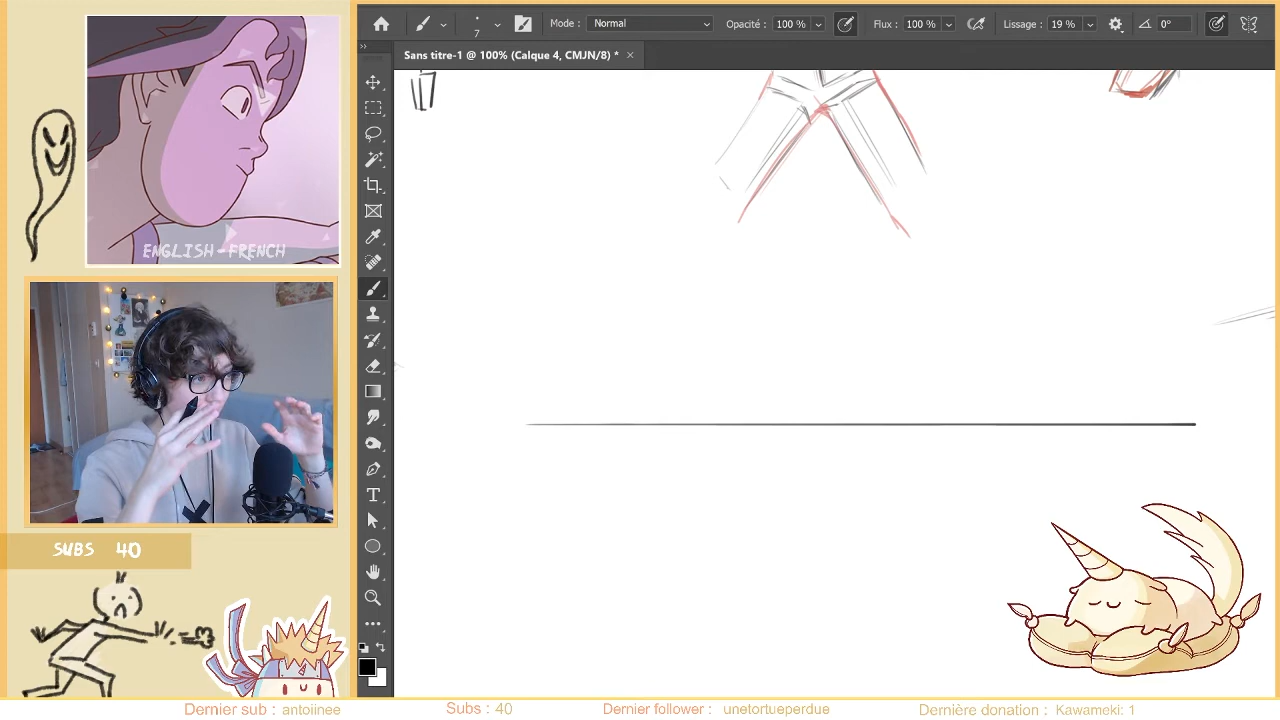 Mode : Normal Opacité : 100 % Flux : 100 % Lissage : 19 % 0°
7
Sans titre-1 @ 100% (Calque 4, CMJN/8) * ×
ENGLISH - FRENCH
SUBS 40
Dernier sub : antoiinee Subs : 40 Dernier follower : unetortueperdue Dernière donation : Kawameki: 1